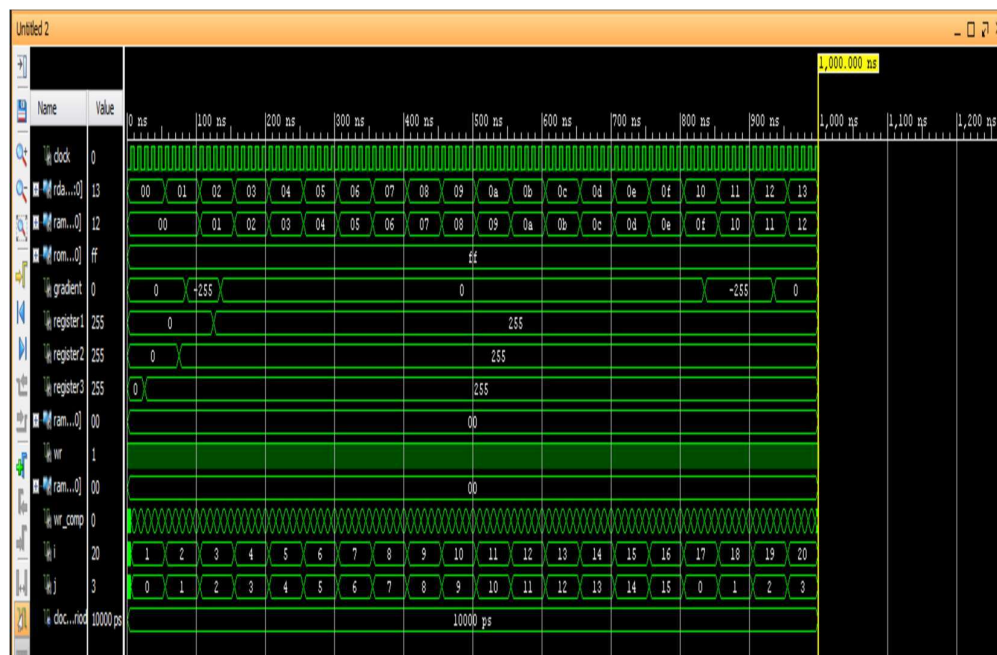 Untitled 2
1,000.000 ns
Name Value
0 ns 100 ns 200 ns 300 ns 400 ns 500 ns 600 ns 700 ns 800 ns 900 ns 1,000 ns 1,100 ns 1,200 ns
clock 0
rda...:0] 13 00 01 02 03 04 05 06 07 08 09 0a 0b 0c 0d 0e 0f 10 11 12 13
ram...0] 12 00 01 02 03 04 05 06 07 08 09 0a 0b 0c 0d 0e 0f 10 11 12
rom...0] ff ff
gradient 0 0 -255 0 -255 0
register1 255 0 255
register2 255 0 255
register3 255 0 255
ram...0] 00 00
wr 1
ram...0] 00 00
wr_comp 0
i 20 1 2 3 4 5 6 7 8 9 10 11 12 13 14 15 16 17 18 19 20
j 3 0 1 2 3 4 5 6 7 8 9 10 11 12 13 14 15 0 1 2 3
cloc...riod 10000 ps 10000 ps